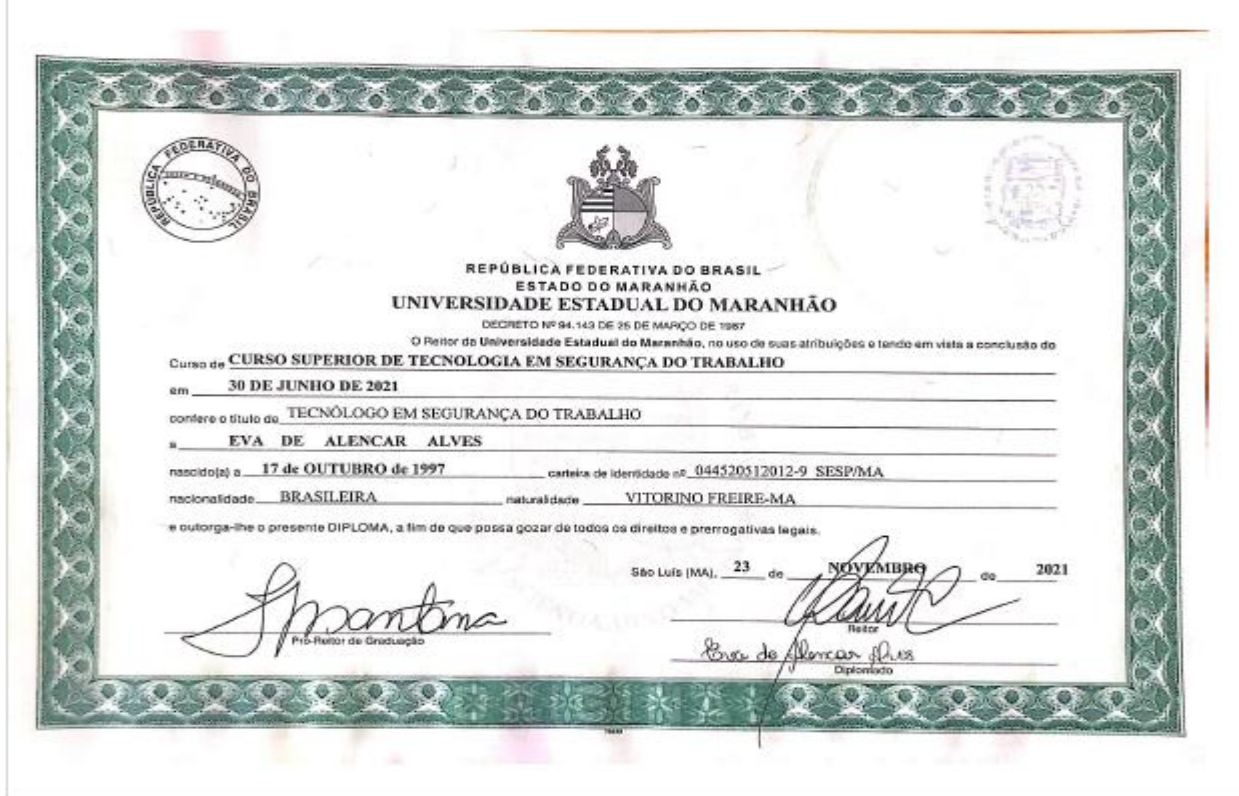 REPÚBLICA FEDERATIVA DO BRASIL
REPÚBLICA FEDERATIVA DO BRASIL
ESTADO DO MARANHÃO
UNIVERSIDADE ESTADUAL DO MARANHÃO
DECRETO Nº 94.143 DE 25 DE MARÇO DE 1987
O Reitor da Universidade Estadual do Maranhão, no uso de suas atribuições e tendo em vista a conclusão do
Curso de CURSO SUPERIOR DE TECNOLOGIA EM SEGURANÇA DO TRABALHO
em 30 DE JUNHO DE 2021
confere o título de TECNÓLOGO EM SEGURANÇA DO TRABALHO
a EVA DE ALENCAR ALVES
nascido(a) a 17 de OUTUBRO de 1997 carteira de identidade nº 044520512012-9 SESP/MA
nacionalidade BRASILEIRA naturalidade VITORINO FREIRE-MA
e outorga-lhe o presente DIPLOMA, a fim de que possa gozar de todos os direitos e prerrogativas legais.
São Luís (MA), 23 de NOVEMBRO de 2021
Pró-Reitor de Graduação
Reitor
Eva de Alencar Alves
Diplomado